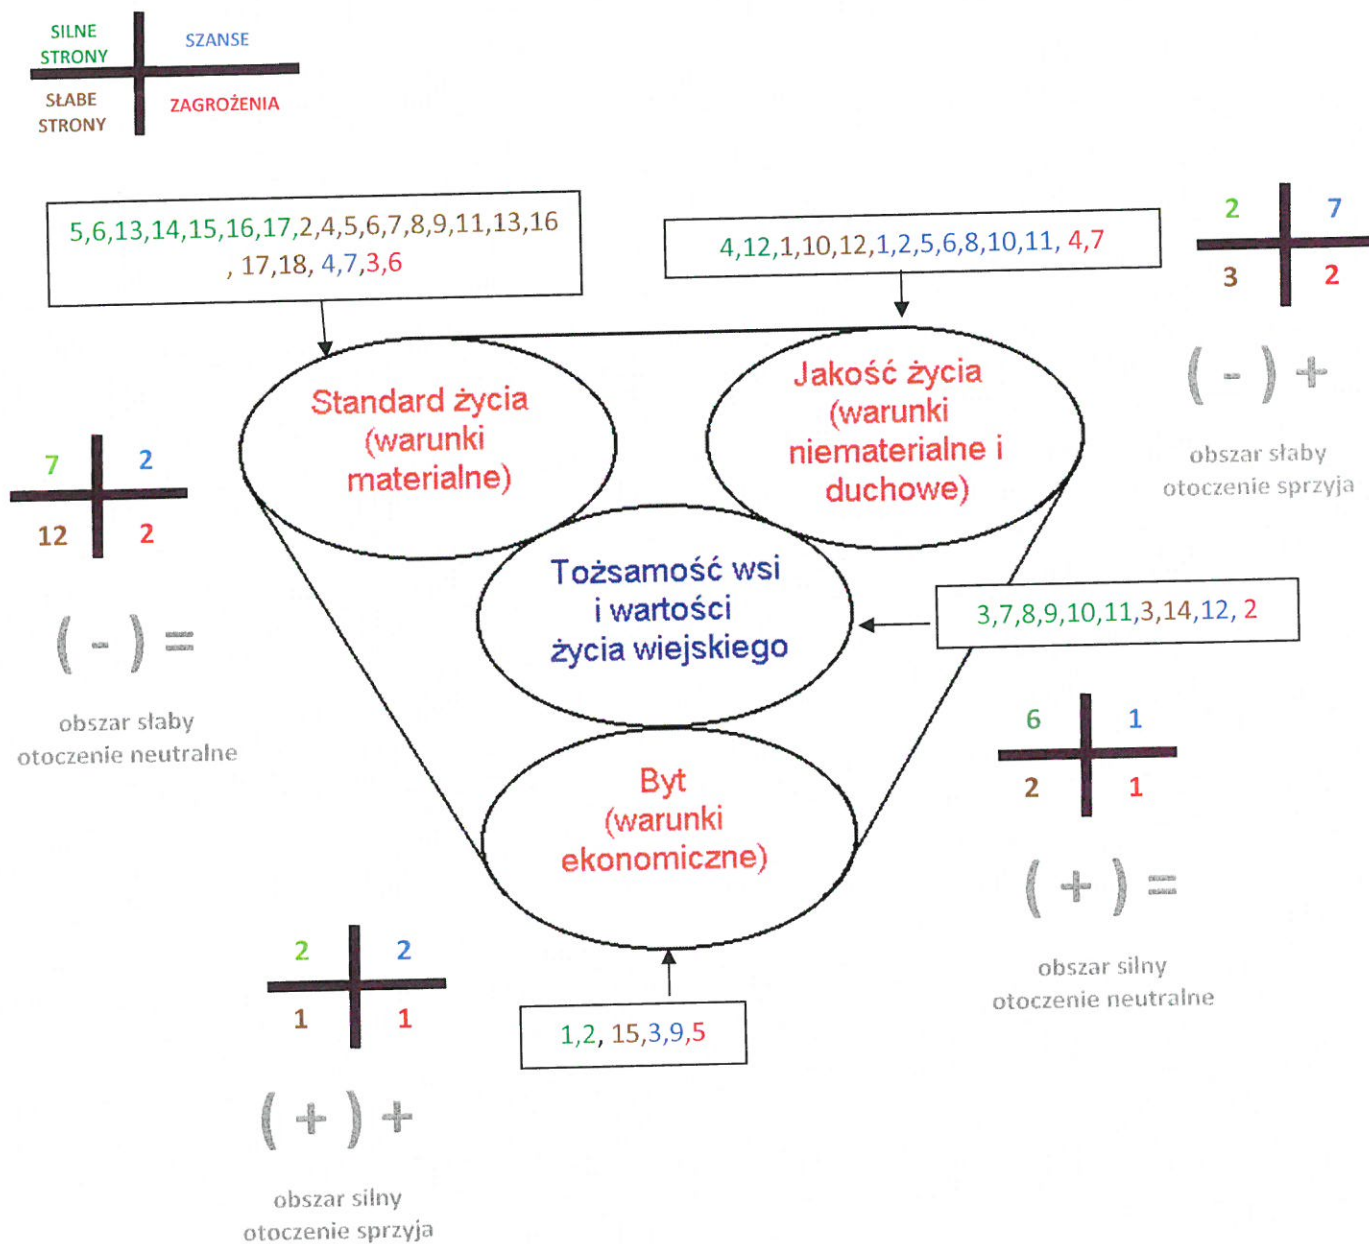 SILNE
STRONY
SZANSE
SŁABE
STRONY
ZAGROŻENIA
5,6,13,14,15,16,17,2,4,5,6,7,8,9,11,13,16
, 17,18, 4,7,3,6
4,12,1,10,12,1,2,5,6,8,10,11, 4,7
2 7
3 2
( - ) +
obszar słaby
otoczenie sprzyja
Standard życia
(warunki
materialne)
Jakość życia
(warunki
niematerialne i
duchowe)
7 2
12 2
( - ) =
obszar słaby
otoczenie neutralne
Tożsamość wsi
i wartości
życia wiejskiego
3,7,8,9,10,11,3,14,12, 2
6 1
2 1
( + ) =
obszar silny
otoczenie neutralne
Byt
(warunki
ekonomiczne)
2 2
1 1
( + ) +
obszar silny
otoczenie sprzyja
1,2, 15,3,9,5